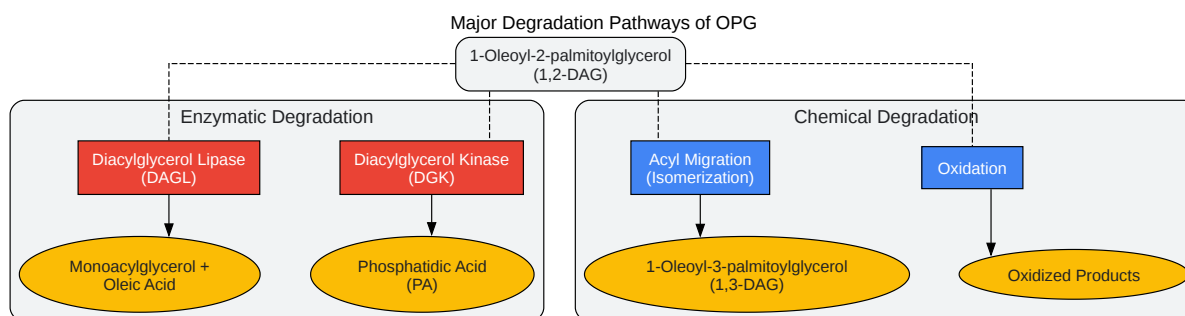 Major Degradation Pathways of OPG
1-Oleoyl-2-palmitoylglycerol
(1,2-DAG)
Enzymatic Degradation
Chemical Degradation
Diacylglycerol Lipase
(DAGL)
Diacylglycerol Kinase
(DGK)
Acyl Migration
(Isomerization)
Oxidation
Monoacylglycerol +
Oleic Acid
Phosphatidic Acid
(PA)
1-Oleoyl-3-palmitoylglycerol
(1,3-DAG)
Oxidized Products